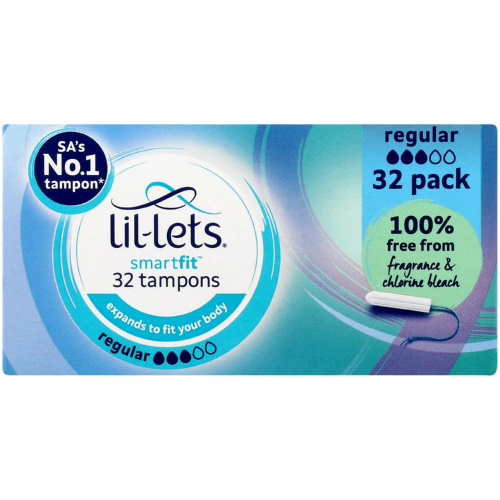 SA's
No.1
tampon*
lil-lets®
smartfit™
32 tampons
expands to fit your body
regular
regular
32 pack
100%
free from
fragrance &
chlorine bleach